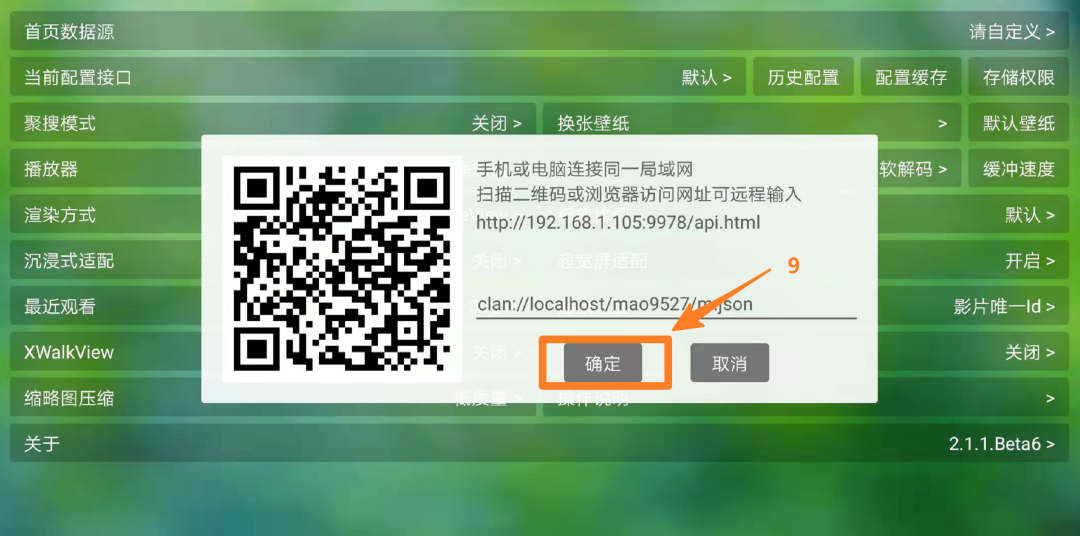 首页数据源 请自定义 >
当前配置接口 默认 > 历史配置 配置缓存 存储权限
聚搜模式 关闭 > 换张壁纸 > 默认壁纸
播放器 软解码 > 缓冲速度
渲染方式 默认 >
沉浸式适配 关闭 > 超宽屏适配 开启 >
最近观看 影片唯一Id >
XWalkView 关闭 > 关闭 >
缩略图压缩 低质量 > 操作说明 >
关于 2.1.1.Beta6 >
手机或电脑连接同一局域网
扫描二维码或浏览器访问网址可远程输入
http://192.168.1.105:9978/api.html
9
clan://localhost/mao9527/m.json
确定 取消